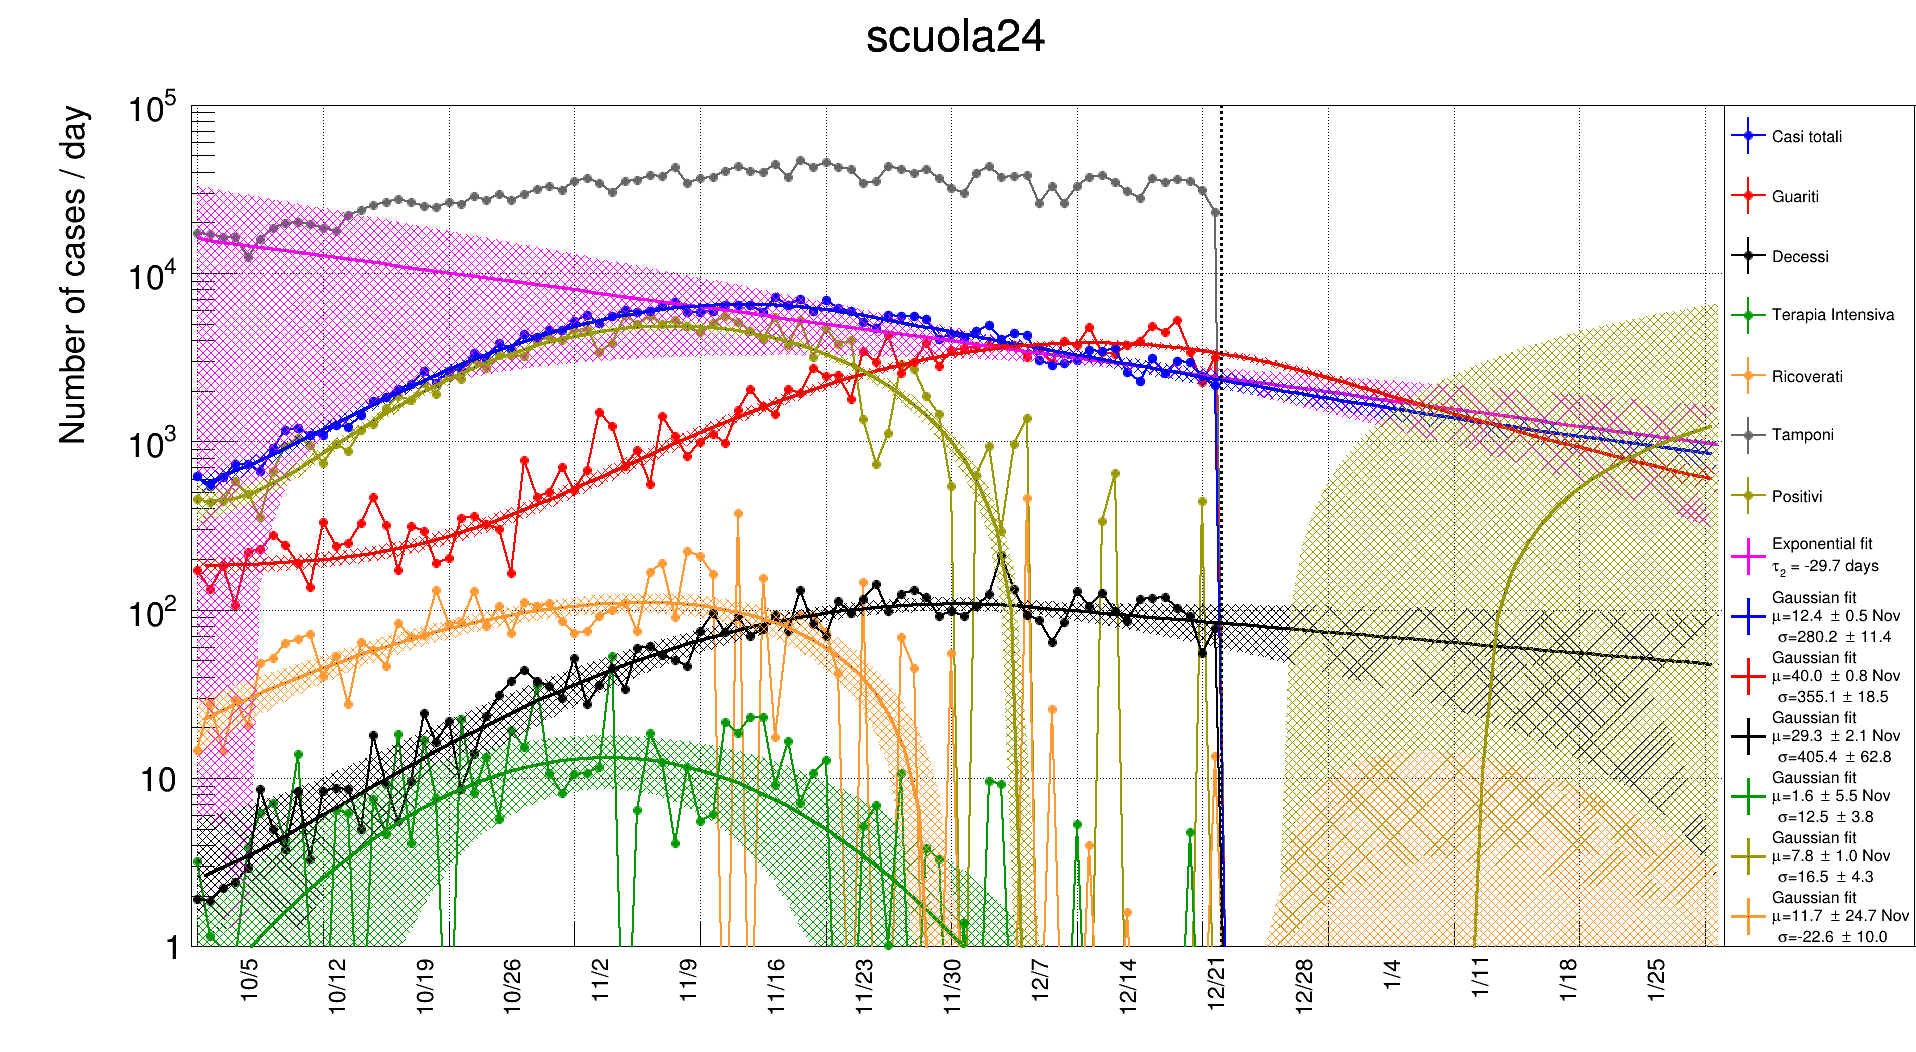 scuola24
Number of cases / day
10^5
10^4
10^3
10^2
10
1
10/5
10/12
10/19
10/26
11/2
11/9
11/16
11/23
11/30
12/7
12/14
12/21
12/28
1/4
1/11
1/18
1/25
Casi totali
Guariti
Decessi
Terapia Intensiva
Ricoverati
Tamponi
Positivi
Exponential fit
τ2 = -29.7 days
Gaussian fit
μ=12.4 ± 0.5 Nov
σ=280.2 ± 11.4
Gaussian fit
μ=40.0 ± 0.8 Nov
σ=355.1 ± 18.5
Gaussian fit
μ=29.3 ± 2.1 Nov
σ=405.4 ± 62.8
Gaussian fit
μ=1.6 ± 5.5 Nov
σ=12.5 ± 3.8
Gaussian fit
μ=7.8 ± 1.0 Nov
σ=16.5 ± 4.3
Gaussian fit
μ=11.7 ± 24.7 Nov
σ=-22.6 ± 10.0